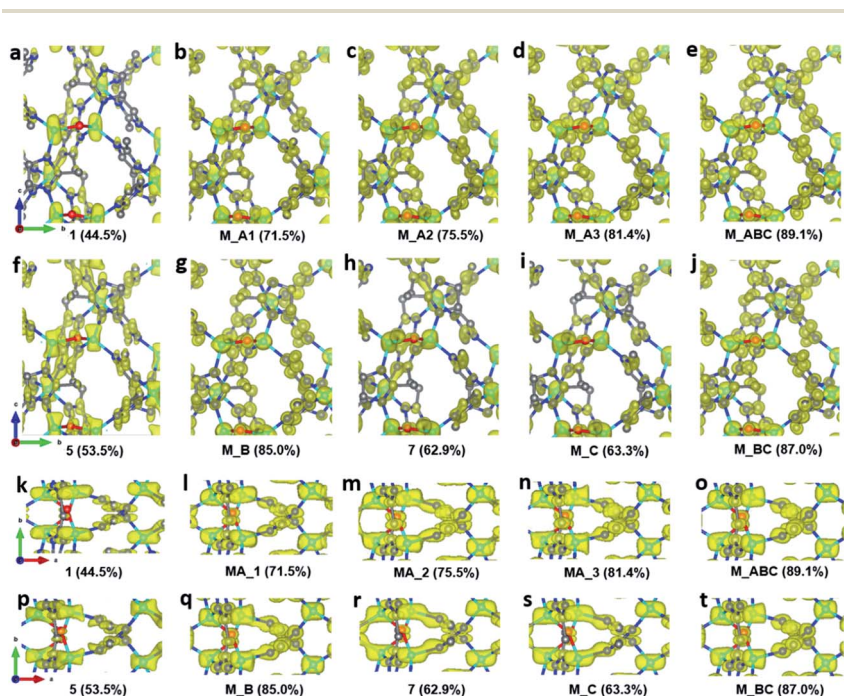 a b c d e
c
b
1 (44.5%) M_A1 (71.5%) M_A2 (75.5%) M_A3 (81.4%) M_ABC (89.1%)
f g h i j
c
b
5 (53.5%) M_B (85.0%) 7 (62.9%) M_C (63.3%) M_BC (87.0%)
k l m n o
b
a
1 (44.5%) MA_1 (71.5%) MA_2 (75.5%) MA_3 (81.4%) M_ABC (89.1%)
p q r s t
b
a
5 (53.5%) M_B (85.0%) 7 (62.9%) M_C (63.3%) M_BC (87.0%)